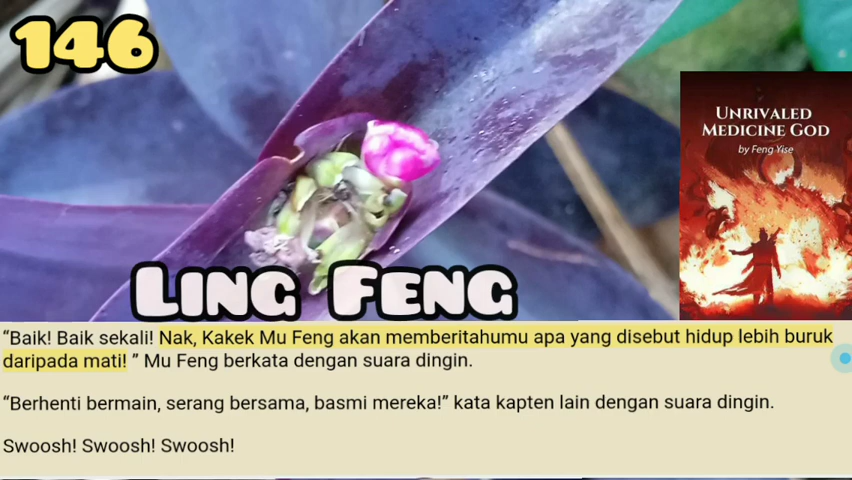 146
UNRIVALED
MEDICINE GOD
by Feng Yise
LING FENG
“Baik! Baik sekali! Nak, Kakek Mu Feng akan memberitahumu apa yang disebut hidup lebih buruk
daripada mati! ” Mu Feng berkata dengan suara dingin.
“Berhenti bermain, serang bersama, basmi mereka!” kata kapten lain dengan suara dingin.
Swoosh! Swoosh! Swoosh!